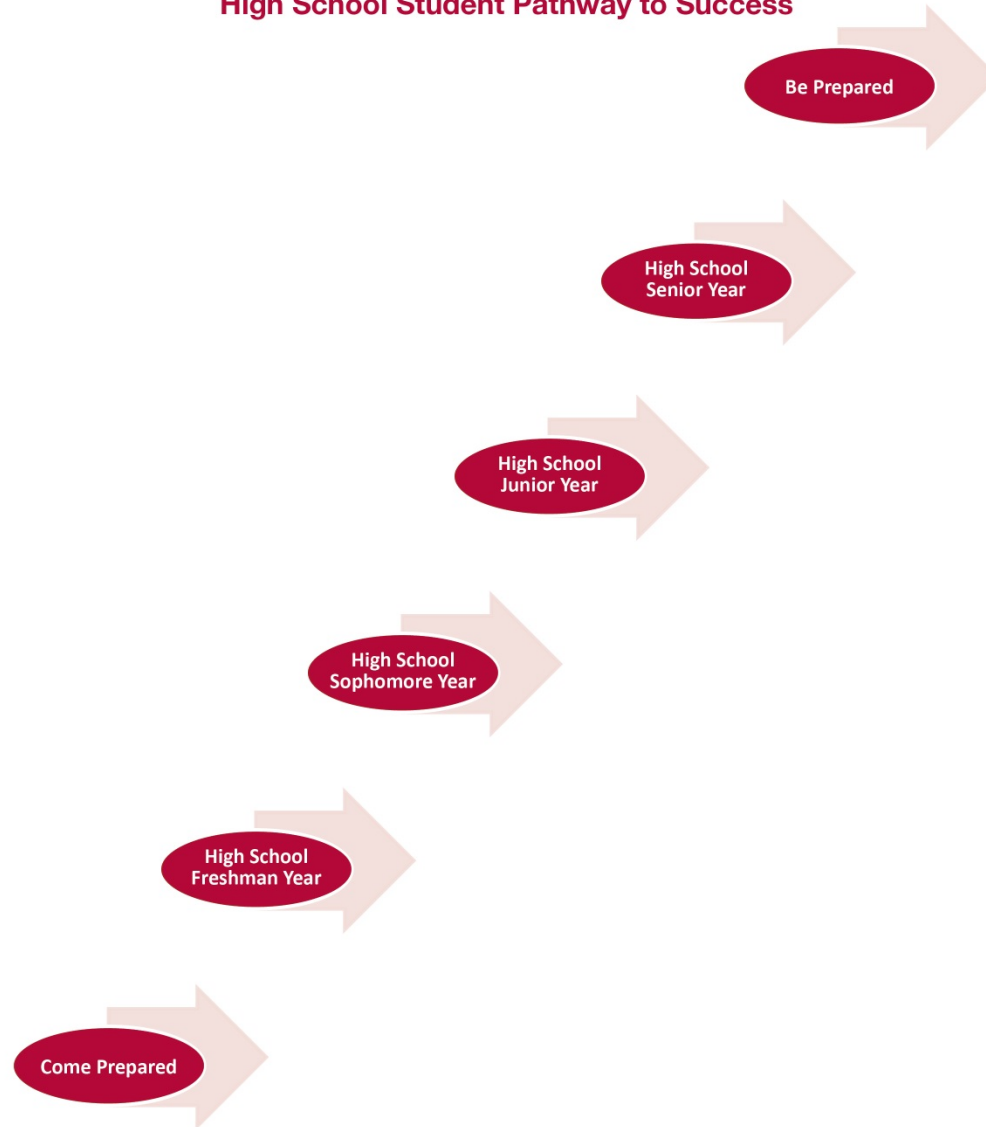 High School Student Pathway to Success
Be Prepared
High School
Senior Year
High School
Junior Year
High School
Sophomore Year
High School
Freshman Year
Come Prepared